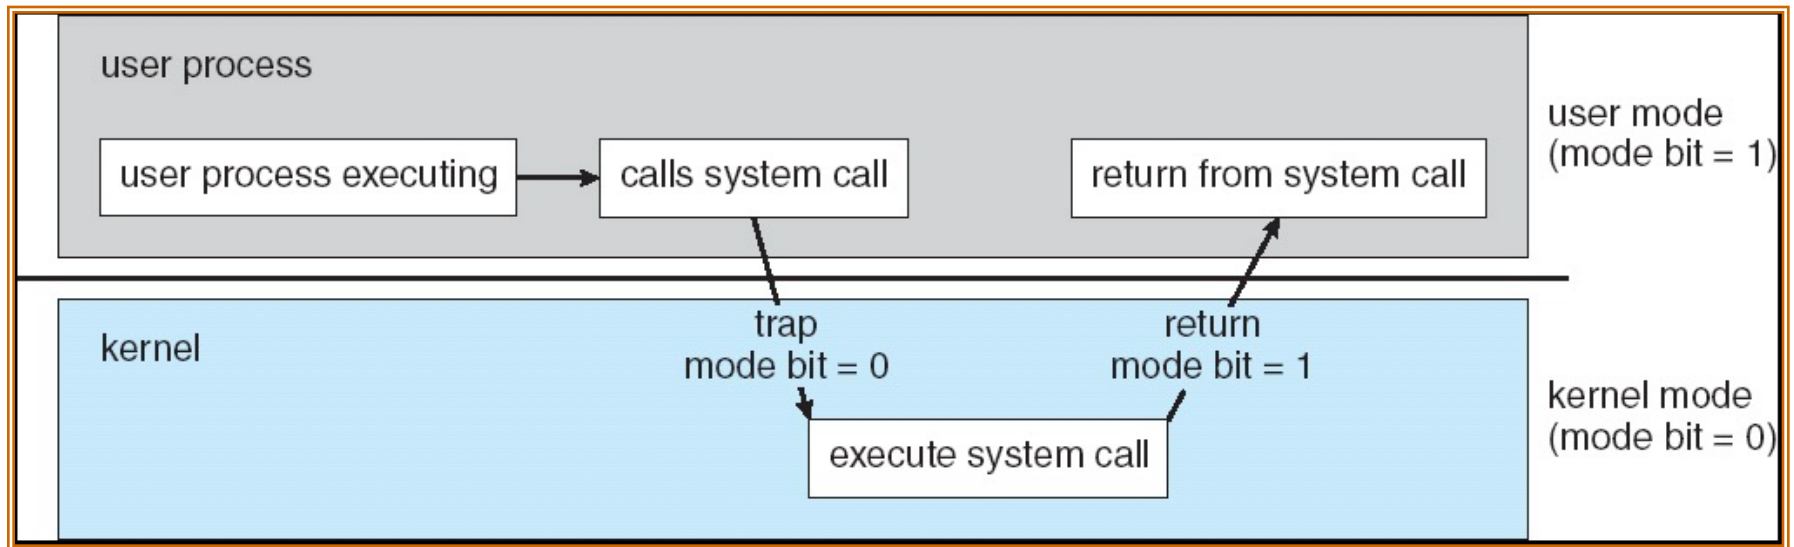 user process
user process executing
calls system call
return from system call
user mode
(mode bit = 1)
kernel
trap
mode bit = 0
return
mode bit = 1
execute system call
kernel mode
(mode bit = 0)